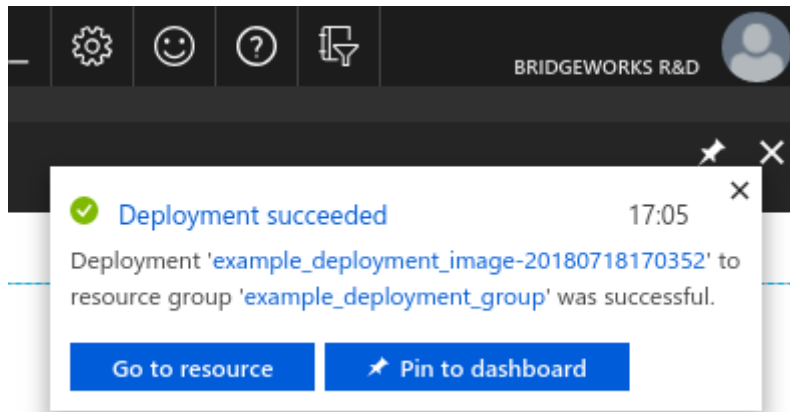 BRIDGEWORKS R&D
Deployment succeeded 17:05
Deployment 'example_deployment_image-20180718170352' to
resource group 'example_deployment_group' was successful.
Go to resource Pin to dashboard